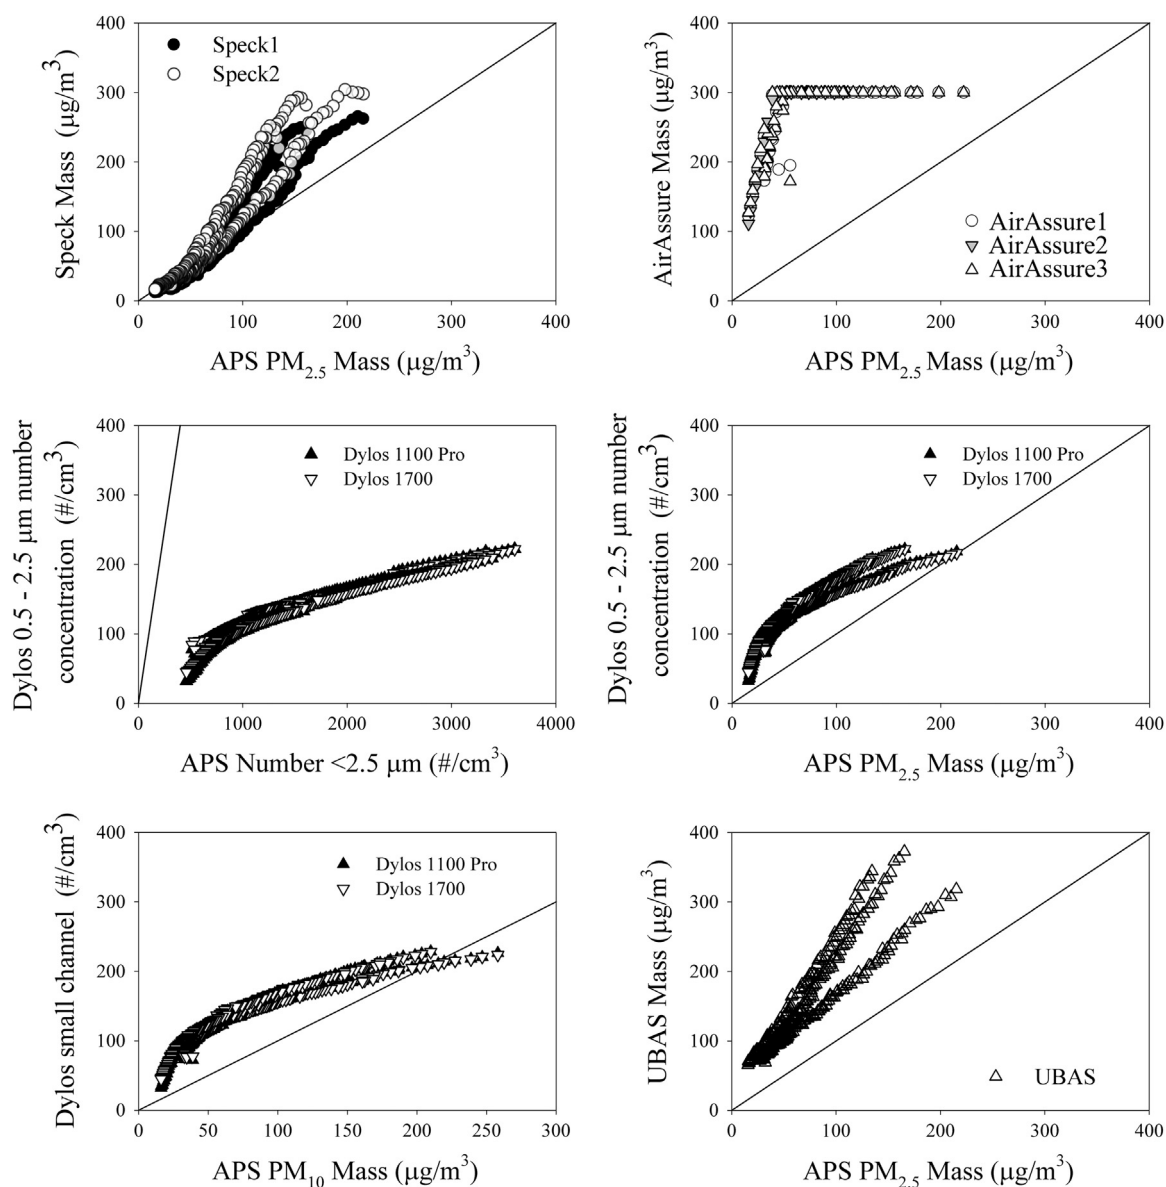 400
300
200
100
0
Speck Mass (μg/m³)
Speck1
Speck2
0 100 200 300 400
APS PM₂.₅ Mass (μg/m³)
400
300
200
100
0
AirAssure Mass (μg/m³)
AirAssure1
AirAssure2
AirAssure3
0 100 200 300 400
APS PM₂.₅ Mass (μg/m³)
400
300
200
100
0
Dylos 0.5 - 2.5 μm number
concentration (#/cm³)
Dylos 1100 Pro
Dylos 1700
0 1000 2000 3000 4000
APS Number <2.5 μm (#/cm³)
400
300
200
100
0
Dylos 0.5 - 2.5 μm number
concentration (#/cm³)
Dylos 1100 Pro
Dylos 1700
0 100 200 300 400
APS PM₂.₅ Mass (μg/m³)
400
300
200
100
0
Dylos small channel (#/cm³)
Dylos 1100 Pro
Dylos 1700
0 50 100 150 200 250 300
APS PM₁₀ Mass (μg/m³)
400
300
200
100
0
UBAS Mass (μg/m³)
UBAS
0 100 200 300 400
APS PM₂.₅ Mass (μg/m³)